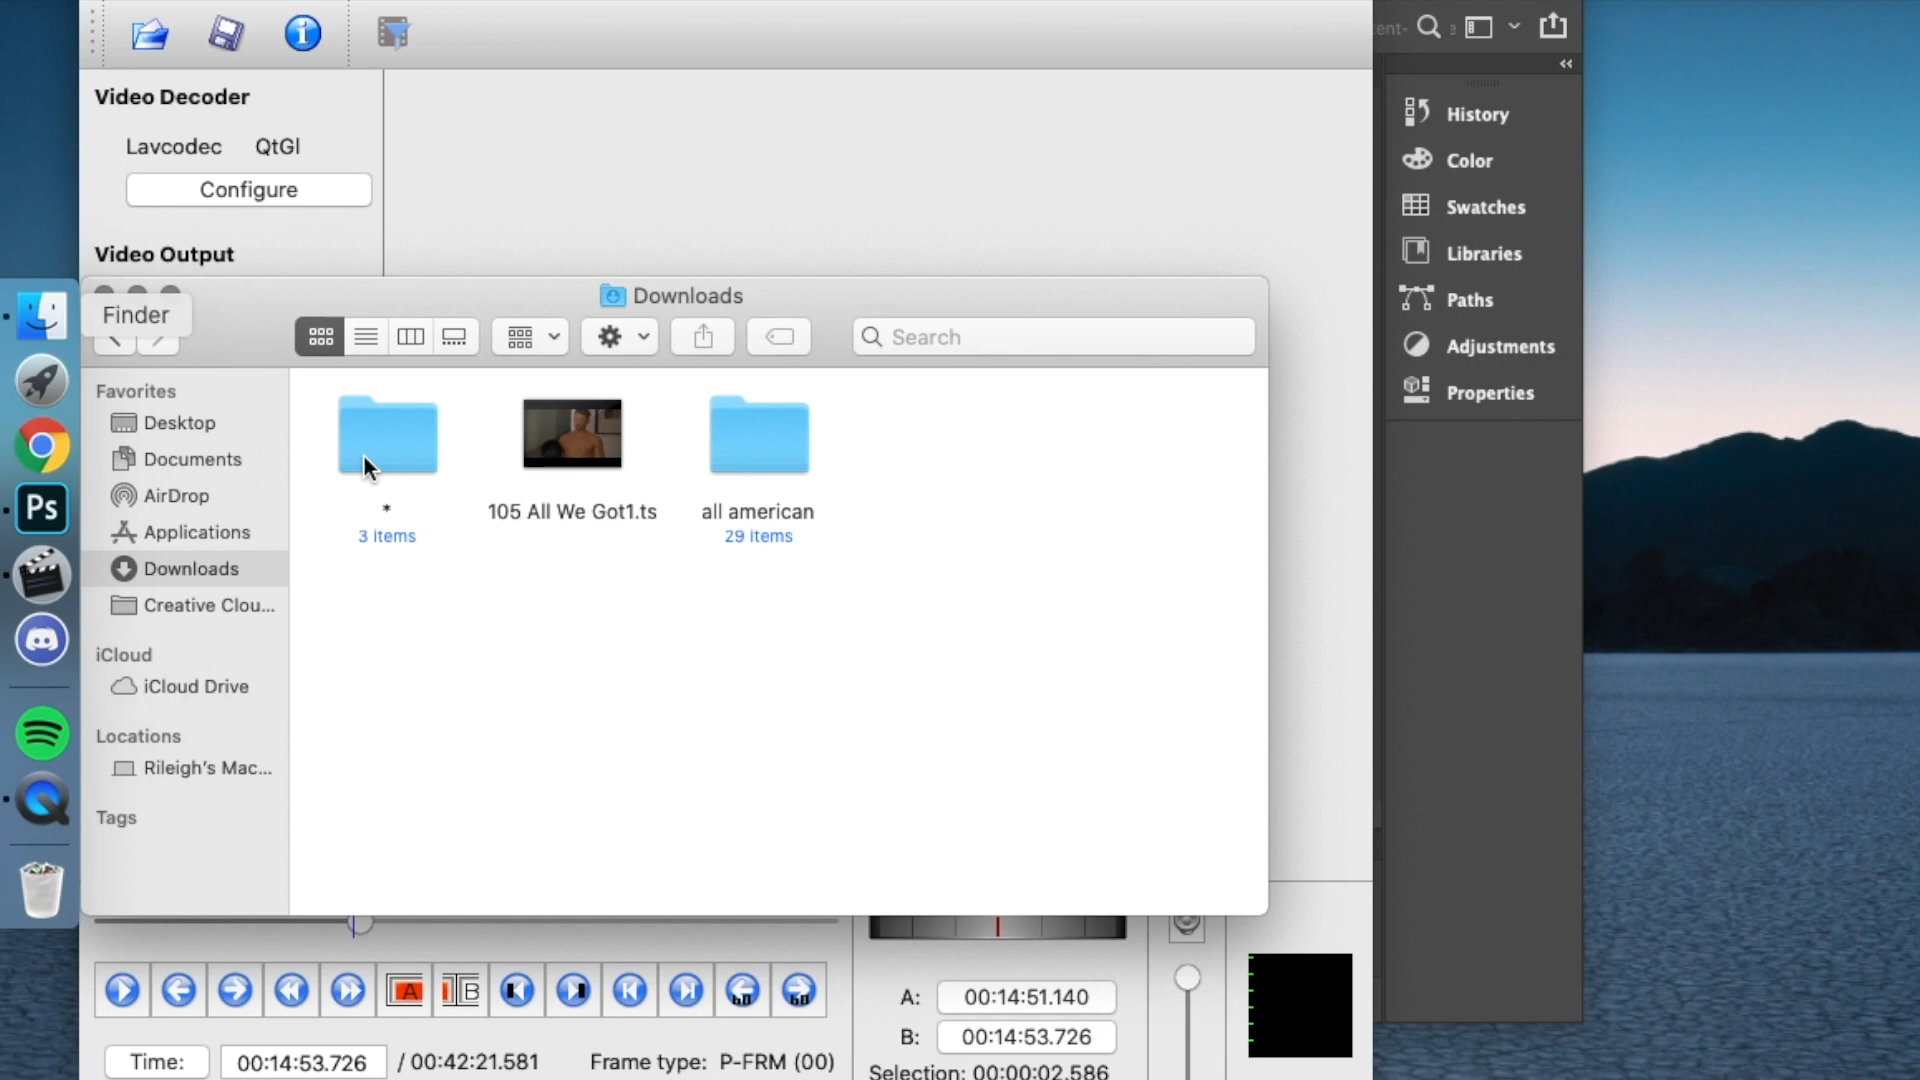 Video Decoder
Lavcodec QtGl
Configure
Video Output
Finder
Downloads
Search
Favorites
Desktop
Documents
AirDrop
Applications
Downloads
Creative Clou...
iCloud
iCloud Drive
Locations
Rileigh's Mac...
Tags
*
3 items
105 All We Got1.ts
all american
29 items
Ps
History
Color
Swatches
Libraries
Paths
Adjustments
Properties
A
B
60
60
A: 00:14:51.140
B: 00:14:53.726
Selection: 00:00:02.586
Time: 00:14:53.726 / 00:42:21.581 Frame type: P-FRM (00)